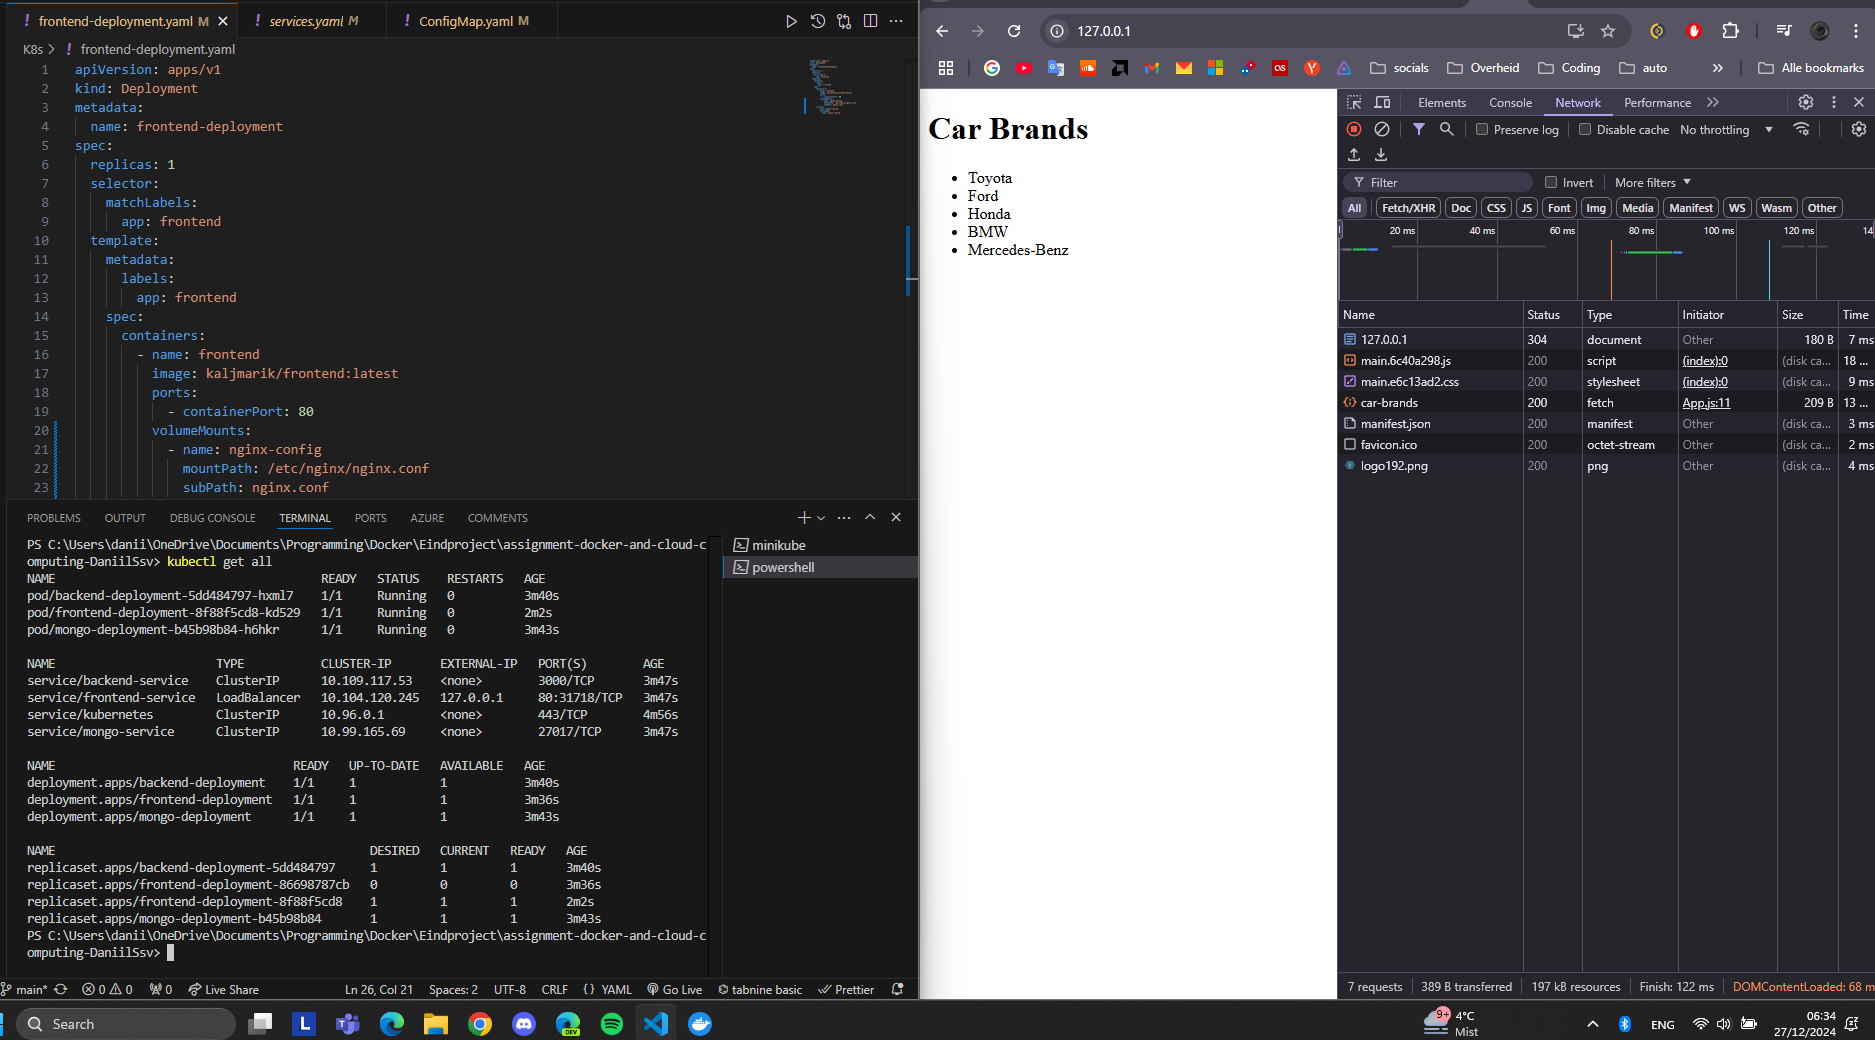 frontend-deployment.yaml M
services.yaml M
ConfigMap.yaml M
K8s > ! frontend-deployment.yaml
1 apiVersion: apps/v1
2 kind: Deployment
3 metadata:
4 name: frontend-deployment
5 spec:
6 replicas: 1
7 selector:
8 matchLabels:
9 app: frontend
10 template:
11 metadata:
12 labels:
13 app: frontend
14 spec:
15 containers:
16 - name: frontend
17 image: kaljmarik/frontend:latest
18 ports:
19 - containerPort: 80
20 volumeMounts:
21 - name: nginx-config
22 mountPath: /etc/nginx/nginx.conf
23 subPath: nginx.conf
PROBLEMS OUTPUT DEBUG CONSOLE TERMINAL PORTS AZURE COMMENTS
minikube
powershell
PS C:\Users\danii\OneDrive\Documents\Programming\Docker\Eindproject\assignment-docker-and-cloud-c
omputing-DaniilSsv> kubectl get all
NAME READY STATUS RESTARTS AGE
pod/backend-deployment-5dd484797-hxml7 1/1 Running 0 3m40s
pod/frontend-deployment-8f88f5cd8-kd529 1/1 Running 0 2m2s
pod/mongo-deployment-b45b98b84-h6hkr 1/1 Running 0 3m43s
NAME TYPE CLUSTER-IP EXTERNAL-IP PORT(S) AGE
service/backend-service ClusterIP 10.109.117.53 <none> 3000/TCP 3m47s
service/frontend-service LoadBalancer 10.104.120.245 127.0.0.1 80:31718/TCP 3m47s
service/kubernetes ClusterIP 10.96.0.1 <none> 443/TCP 4m56s
service/mongo-service ClusterIP 10.99.165.69 <none> 27017/TCP 3m47s
NAME READY UP-TO-DATE AVAILABLE AGE
deployment.apps/backend-deployment 1/1 1 1 3m40s
deployment.apps/frontend-deployment 1/1 1 1 3m36s
deployment.apps/mongo-deployment 1/1 1 1 3m43s
NAME DESIRED CURRENT READY AGE
replicaset.apps/backend-deployment-5dd484797 1 1 1 3m40s
replicaset.apps/frontend-deployment-86698787cb 0 0 0 3m36s
replicaset.apps/frontend-deployment-8f88f5cd8 1 1 1 2m2s
replicaset.apps/mongo-deployment-b45b98b84 1 1 1 3m43s
PS C:\Users\danii\OneDrive\Documents\Programming\Docker\Eindproject\assignment-docker-and-cloud-c
omputing-DaniilSsv>
main* 0 0 0 Live Share Ln 26, Col 21 Spaces: 2 UTF-8 CRLF {} YAML Go Live tabnine basic Prettier
127.0.0.1
socials Overheid Coding auto » Alle bookmarks
Car Brands
• Toyota
• Ford
• Honda
• BMW
• Mercedes-Benz
Elements Console Network Performance
Preserve log Disable cache No throttling
Filter Invert More filters
All Fetch/XHR Doc CSS JS Font Img Media Manifest WS Wasm Other
20 ms 40 ms 60 ms 80 ms 100 ms 120 ms 14
Name Status Type Initiator Size Time
127.0.0.1 304 document Other 180 B 7 ms
main.6c40a298.js 200 script (index):0 (disk ca... 18 ...
main.e6c13ad2.css 200 stylesheet (index):0 (disk ca... 9 ms
car-brands 200 fetch App.js:11 209 B 13 ...
manifest.json 200 manifest Other (disk ca... 3 ms
favicon.ico 200 octet-stream Other (disk ca... 2 ms
logo192.png 200 png Other (disk ca... 4 ms
7 requests 389 B transferred 197 kB resources Finish: 122 ms DOMContentLoaded: 68 m
Search
9+ 4°C
Mist
ENG
06:34
27/12/2024